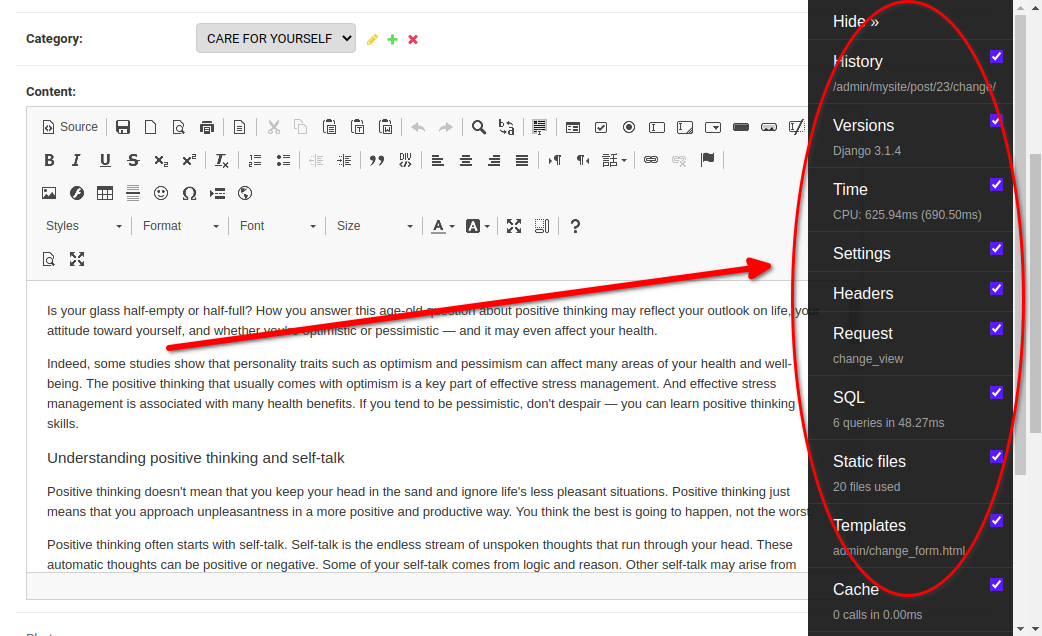 Category:
CARE FOR YOURSELF
Content:
Source
Styles
Format
Font
Size
Is your glass half-empty or half-full? How you answer this age-old question about positive thinking may reflect your outlook on life, your
attitude toward yourself, and whether you're optimistic or pessimistic — and it may even affect your health.
Indeed, some studies show that personality traits such as optimism and pessimism can affect many areas of your health and well-
being. The positive thinking that usually comes with optimism is a key part of effective stress management. And effective stress
management is associated with many health benefits. If you tend to be pessimistic, don't despair — you can learn positive thinking
skills.
Understanding positive thinking and self-talk
Positive thinking doesn't mean that you keep your head in the sand and ignore life's less pleasant situations. Positive thinking just
means that you approach unpleasantness in a more positive and productive way. You think the best is going to happen, not the worst
Positive thinking often starts with self-talk. Self-talk is the endless stream of unspoken thoughts that run through your head. These
automatic thoughts can be positive or negative. Some of your self-talk comes from logic and reason. Other self-talk may arise from
Hide »
History
/admin/mysite/post/23/change/
Versions
Django 3.1.4
Time
CPU: 625.94ms (690.50ms)
Settings
Headers
Request
change_view
SQL
6 queries in 48.27ms
Static files
20 files used
Templates
admin/change_form.html
Cache
0 calls in 0.00ms